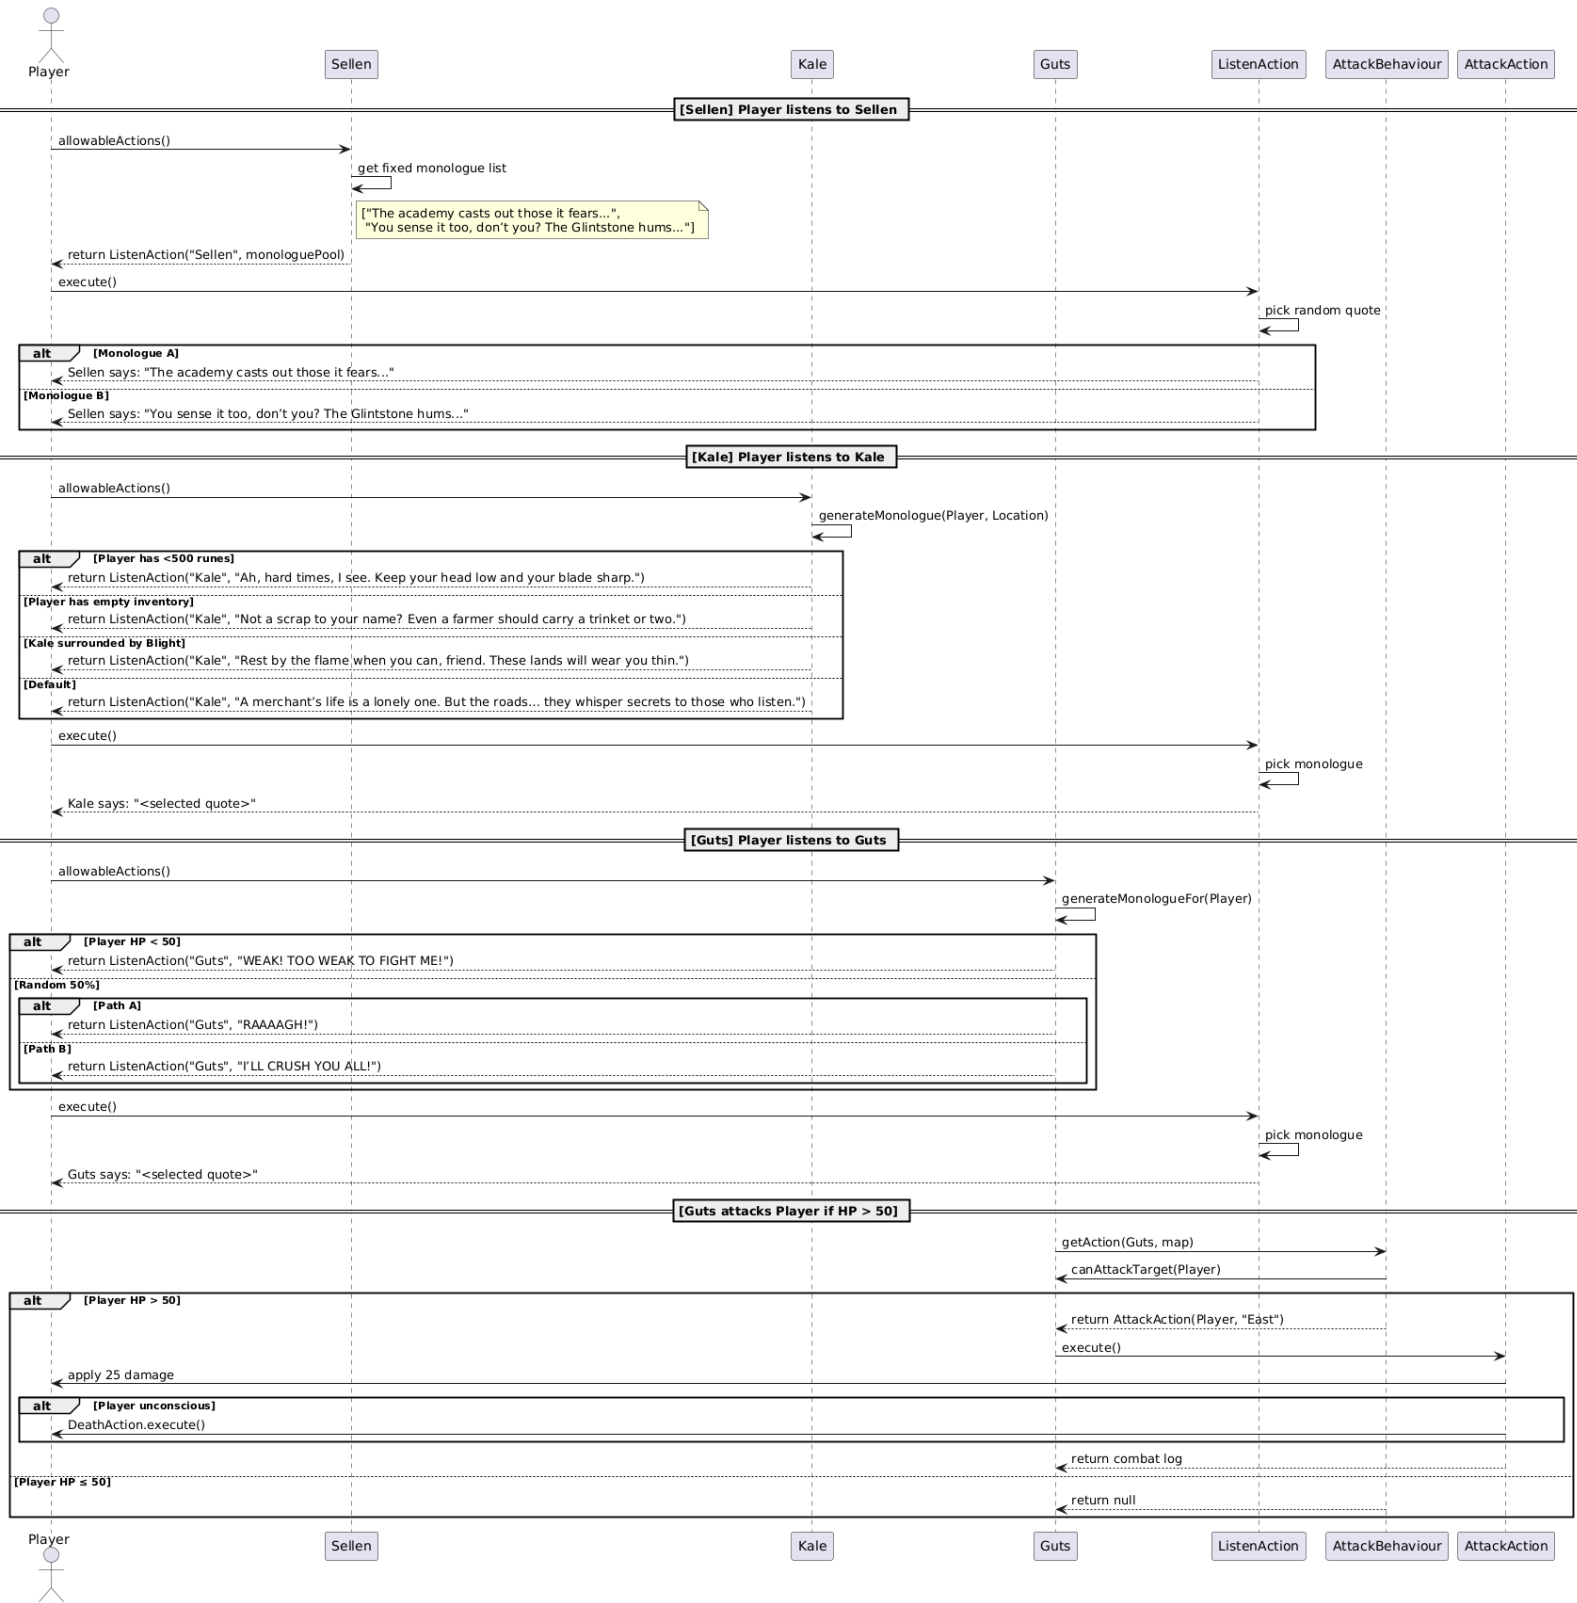 Player
Sellen
Kale
Guts
ListenAction
AttackBehaviour
AttackAction
[Sellen] Player listens to Sellen
allowableActions()
get fixed monologue list
["The academy casts out those it fears...",
"You sense it too, don’t you? The Glintstone hums..."]
return ListenAction("Sellen", monologuePool)
execute()
pick random quote
alt [Monologue A]
Sellen says: "The academy casts out those it fears..."
[Monologue B]
Sellen says: "You sense it too, don’t you? The Glintstone hums..."
[Kale] Player listens to Kale
allowableActions()
generateMonologue(Player, Location)
alt [Player has <500 runes]
return ListenAction("Kale", "Ah, hard times, I see. Keep your head low and your blade sharp.")
[Player has empty inventory]
return ListenAction("Kale", "Not a scrap to your name? Even a farmer should carry a trinket or two.")
[Kale surrounded by Blight]
return ListenAction("Kale", "Rest by the flame when you can, friend. These lands will wear you thin.")
[Default]
return ListenAction("Kale", "A merchant’s life is a lonely one. But the roads... they whisper secrets to those who listen.")
execute()
pick monologue
Kale says: "<selected quote>"
[Guts] Player listens to Guts
allowableActions()
generateMonologueFor(Player)
alt [Player HP < 50]
return ListenAction("Guts", "WEAK! TOO WEAK TO FIGHT ME!")
[Random 50%]
alt [Path A]
return ListenAction("Guts", "RAAAAGH!")
[Path B]
return ListenAction("Guts", "I’LL CRUSH YOU ALL!")
execute()
pick monologue
Guts says: "<selected quote>"
[Guts attacks Player if HP > 50]
getAction(Guts, map)
canAttackTarget(Player)
alt [Player HP > 50]
return AttackAction(Player, "East")
execute()
apply 25 damage
alt [Player unconscious]
DeathAction.execute()
return combat log
[Player HP ≤ 50]
return null
Player
Sellen
Kale
Guts
ListenAction
AttackBehaviour
AttackAction